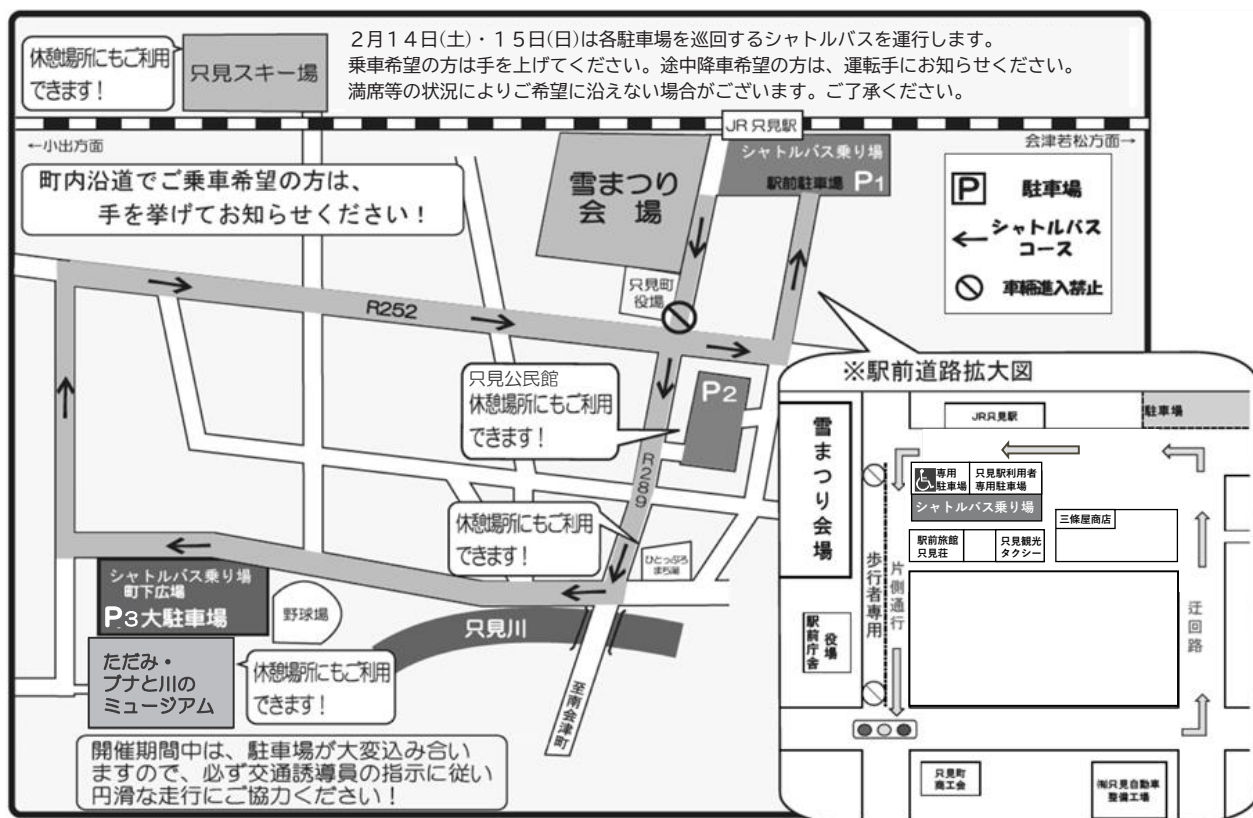 2月14日(土)・15日(日)は各駐車場を巡回するシャトルバスを運行します。
乗車希望の方は手を上げてください。途中降車希望の方は、運転手にお知らせください。
満席等の状況によりご希望に沿えない場合がございます。ご了承ください。
休憩場所にもご利用
できます！
只見スキー場
JR只見駅
←小出方面
会津若松方面→
町内沿道でご乗車希望の方は、
手を挙げてお知らせください！
雪まつり
会場
シャトルバス乗り場
駅前駐車場 P1
P 駐車場
シャトルバス
コース
車輌進入禁止
只見町
役場
R252
只見公民館
休憩場所にもご利用
できます！
P2
R289
休憩場所にもご利用
できます！
ひとっぷろ
まち湯
シャトルバス乗り場
町下広場
P3大駐車場
野球場
只見川
ただみ・
ブナと川の
ミュージアム
休憩場所にもご利用
できます！
至南会津町
開催期間中は、駐車場が大変込み合い
ますので、必ず交通誘導員の指示に従い
円滑な走行にご協力ください！
※駅前道路拡大図
JR只見駅
駐車場
雪まつり会場
専用
駐車場
只見駅利用者
専用駐車場
シャトルバス乗り場
三條屋商店
駅前旅館
只見荘
只見観光
タクシー
歩行者専用
片側通行
迂回路
役場
駅前庁舎
只見町
商工会
㈲只見自動車
整備工場